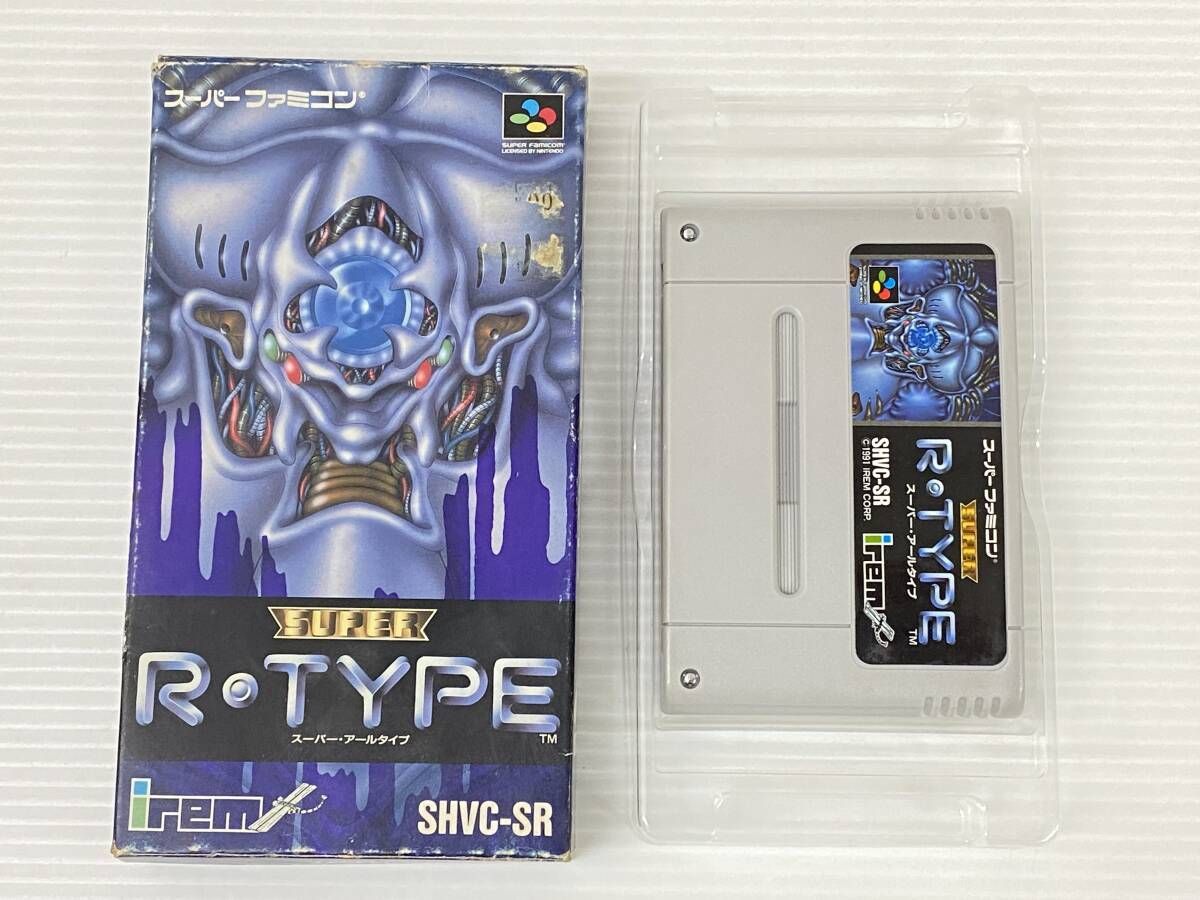 スーパーファミコン®
SUPER FAMICOM®
LICENSED BY NINTENDO
SUPER
R・TYPE
TM
スーパー・アールタイプ
irem
SHVC-SR
スーパーファミコン®
SUPER
R・TYPE
TM
スーパー・アールタイプ
SHVC-SR
©1991 IREM CORP.
irem